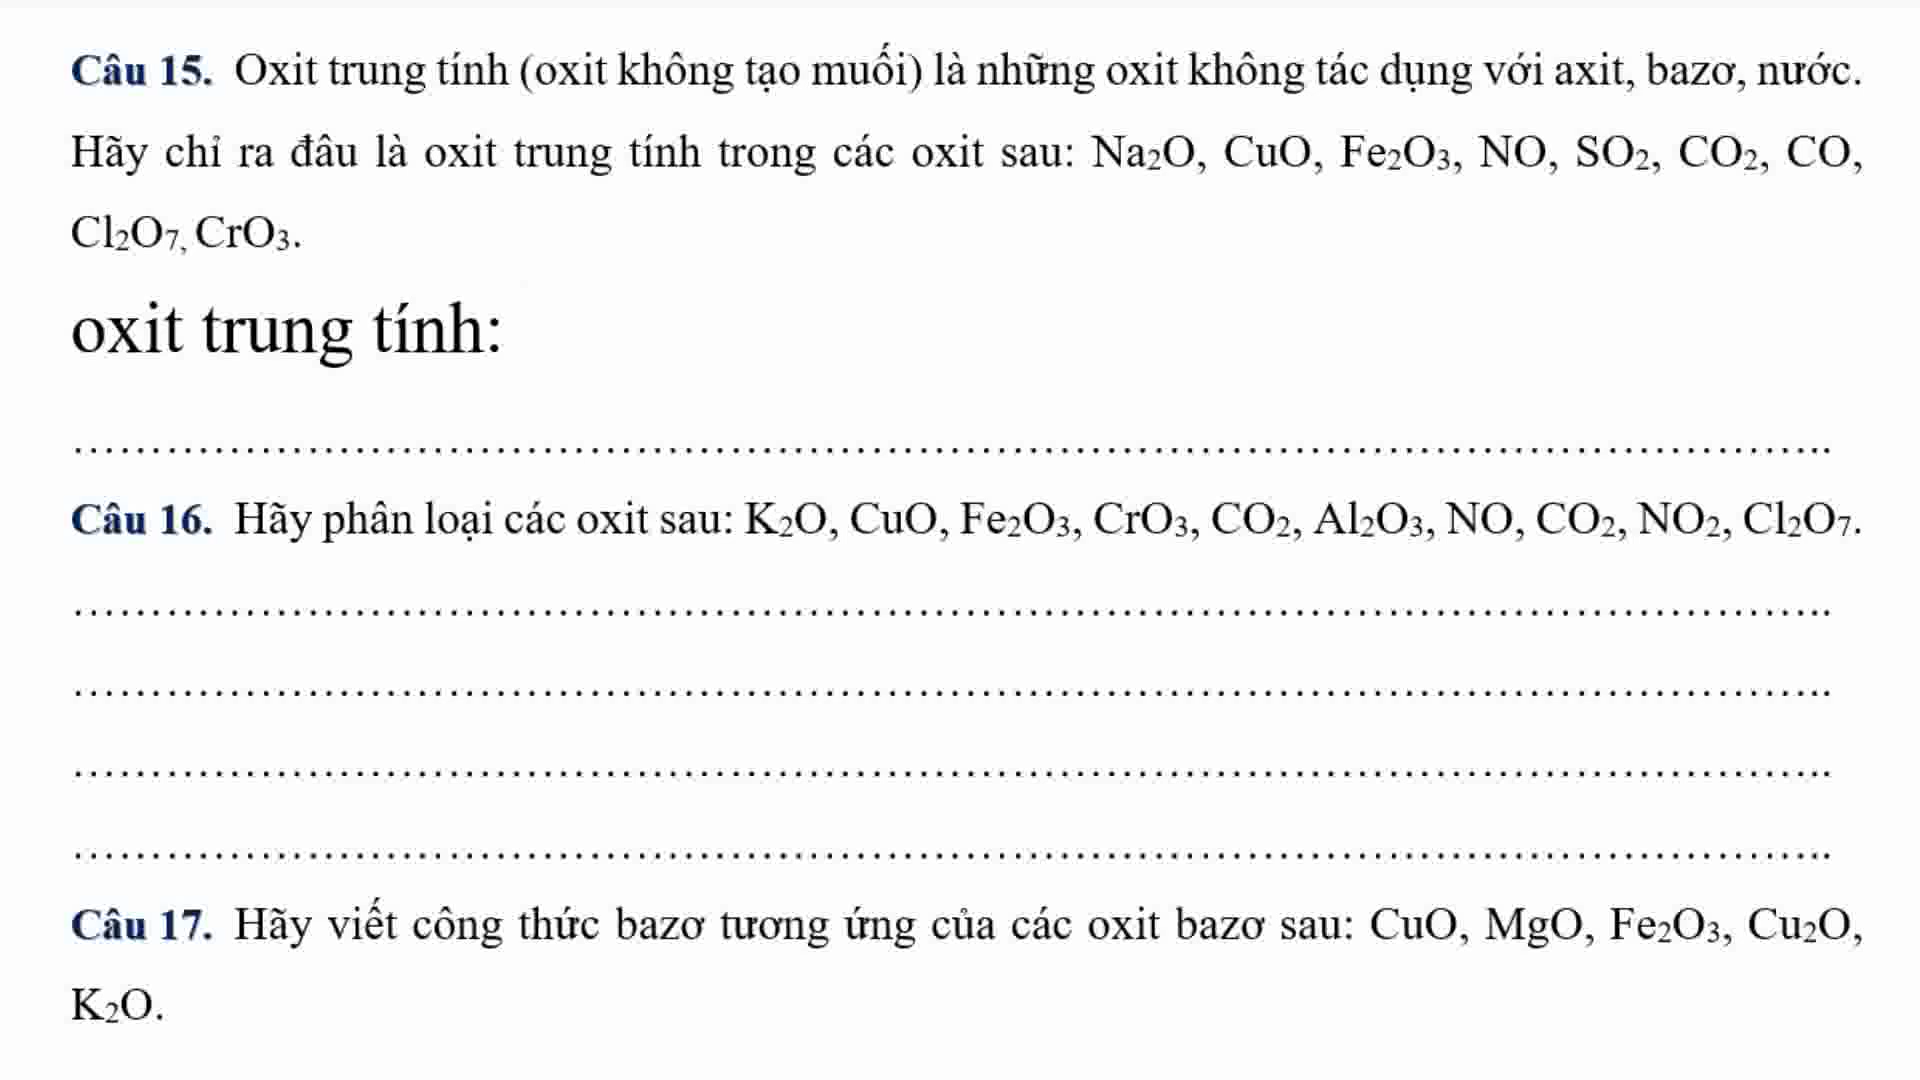 Câu 15. Oxit trung tính (oxit không tạo muối) là những oxit không tác dụng với axit, bazơ, nước.
Hãy chỉ ra đâu là oxit trung tính trong các oxit sau: Na₂O, CuO, Fe₂O₃, NO, SO₂, CO₂, CO,
Cl₂O₇, CrO₃.
oxit trung tính:
Câu 16. Hãy phân loại các oxit sau: K₂O, CuO, Fe₂O₃, CrO₃, CO₂, Al₂O₃, NO, CO₂, NO₂, Cl₂O₇.
Câu 17. Hãy viết công thức bazơ tương ứng của các oxit bazơ sau: CuO, MgO, Fe₂O₃, Cu₂O,
K₂O.